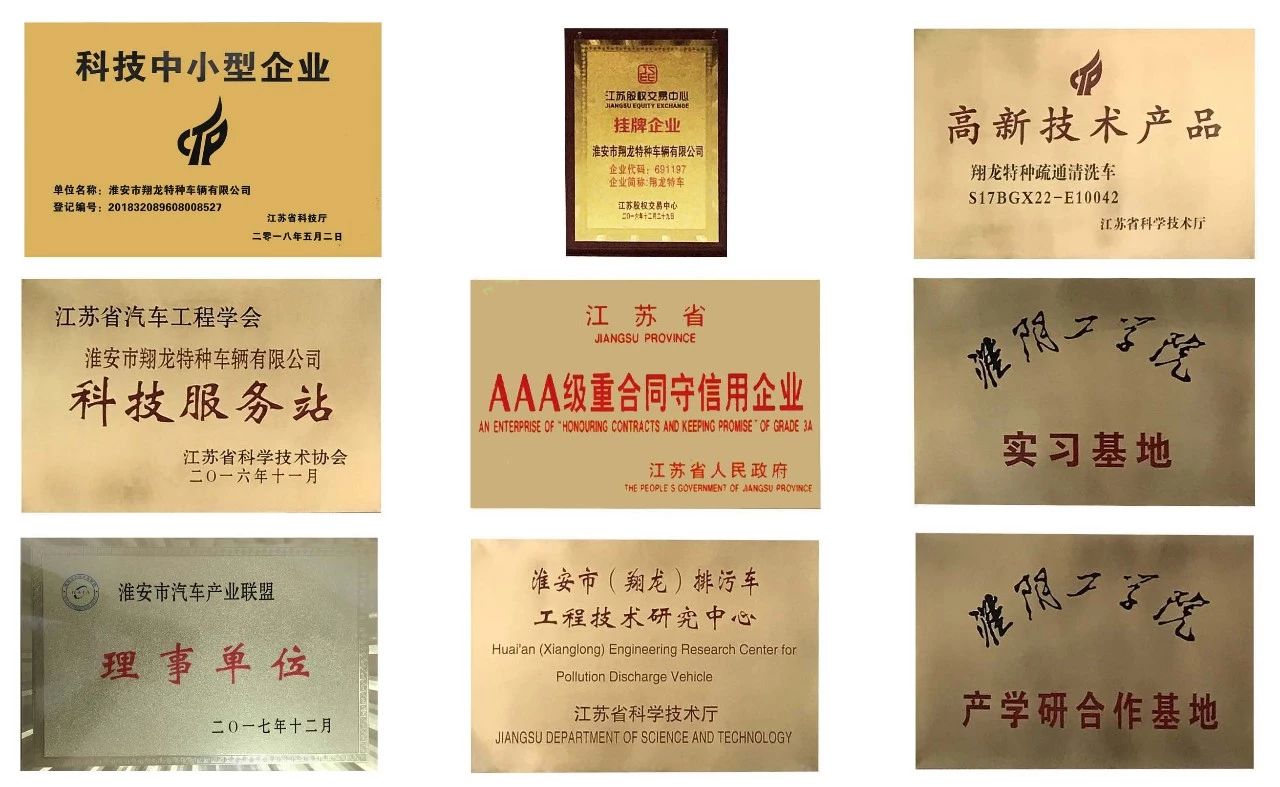 科技中小型企业
单位名称：淮安市翔龙特种车辆有限公司
登记编号：201832089608008527
江苏省科技厅
二零一八年五月二日
江苏股权交易中心
JIANGSU EQUITY EXCHANGE
挂牌企业
淮安市翔龙特种车辆有限公司
企业代码：691197
企业简称:翔龙特车
江苏股权交易中心
二〇一六年十二月二十九日
高新技术产品
翔龙特种疏通清洗车
S17BGX22-E10042
江苏省科学技术厅
江苏省汽车工程学会
淮安市翔龙特种车辆有限公司
科技服务站
江苏省科学技术协会
二〇一六年十一月
江苏省
JIANGSU PROVINCE
AAA级重合同守信用企业
AN ENTERPRISE OF "HONOURING CONTRACTS AND KEEPING PROMISE" OF GRADE 3A
江苏省人民政府
THE PEOPLE'S GOVERNMENT OF JIANGSU PROVINCE
淮阴工学院
实习基地
淮安市汽车产业联盟
理事单位
二〇一七年十二月
淮安市（翔龙）排污车
工程技术研究中心
Huai'an (Xianglong) Engineering Research Center for
Pollution Discharge Vehicle
江苏省科学技术厅
JIANGSU DEPARTMENT OF SCIENCE AND TECHNOLOGY
淮阴工学院
产学研合作基地